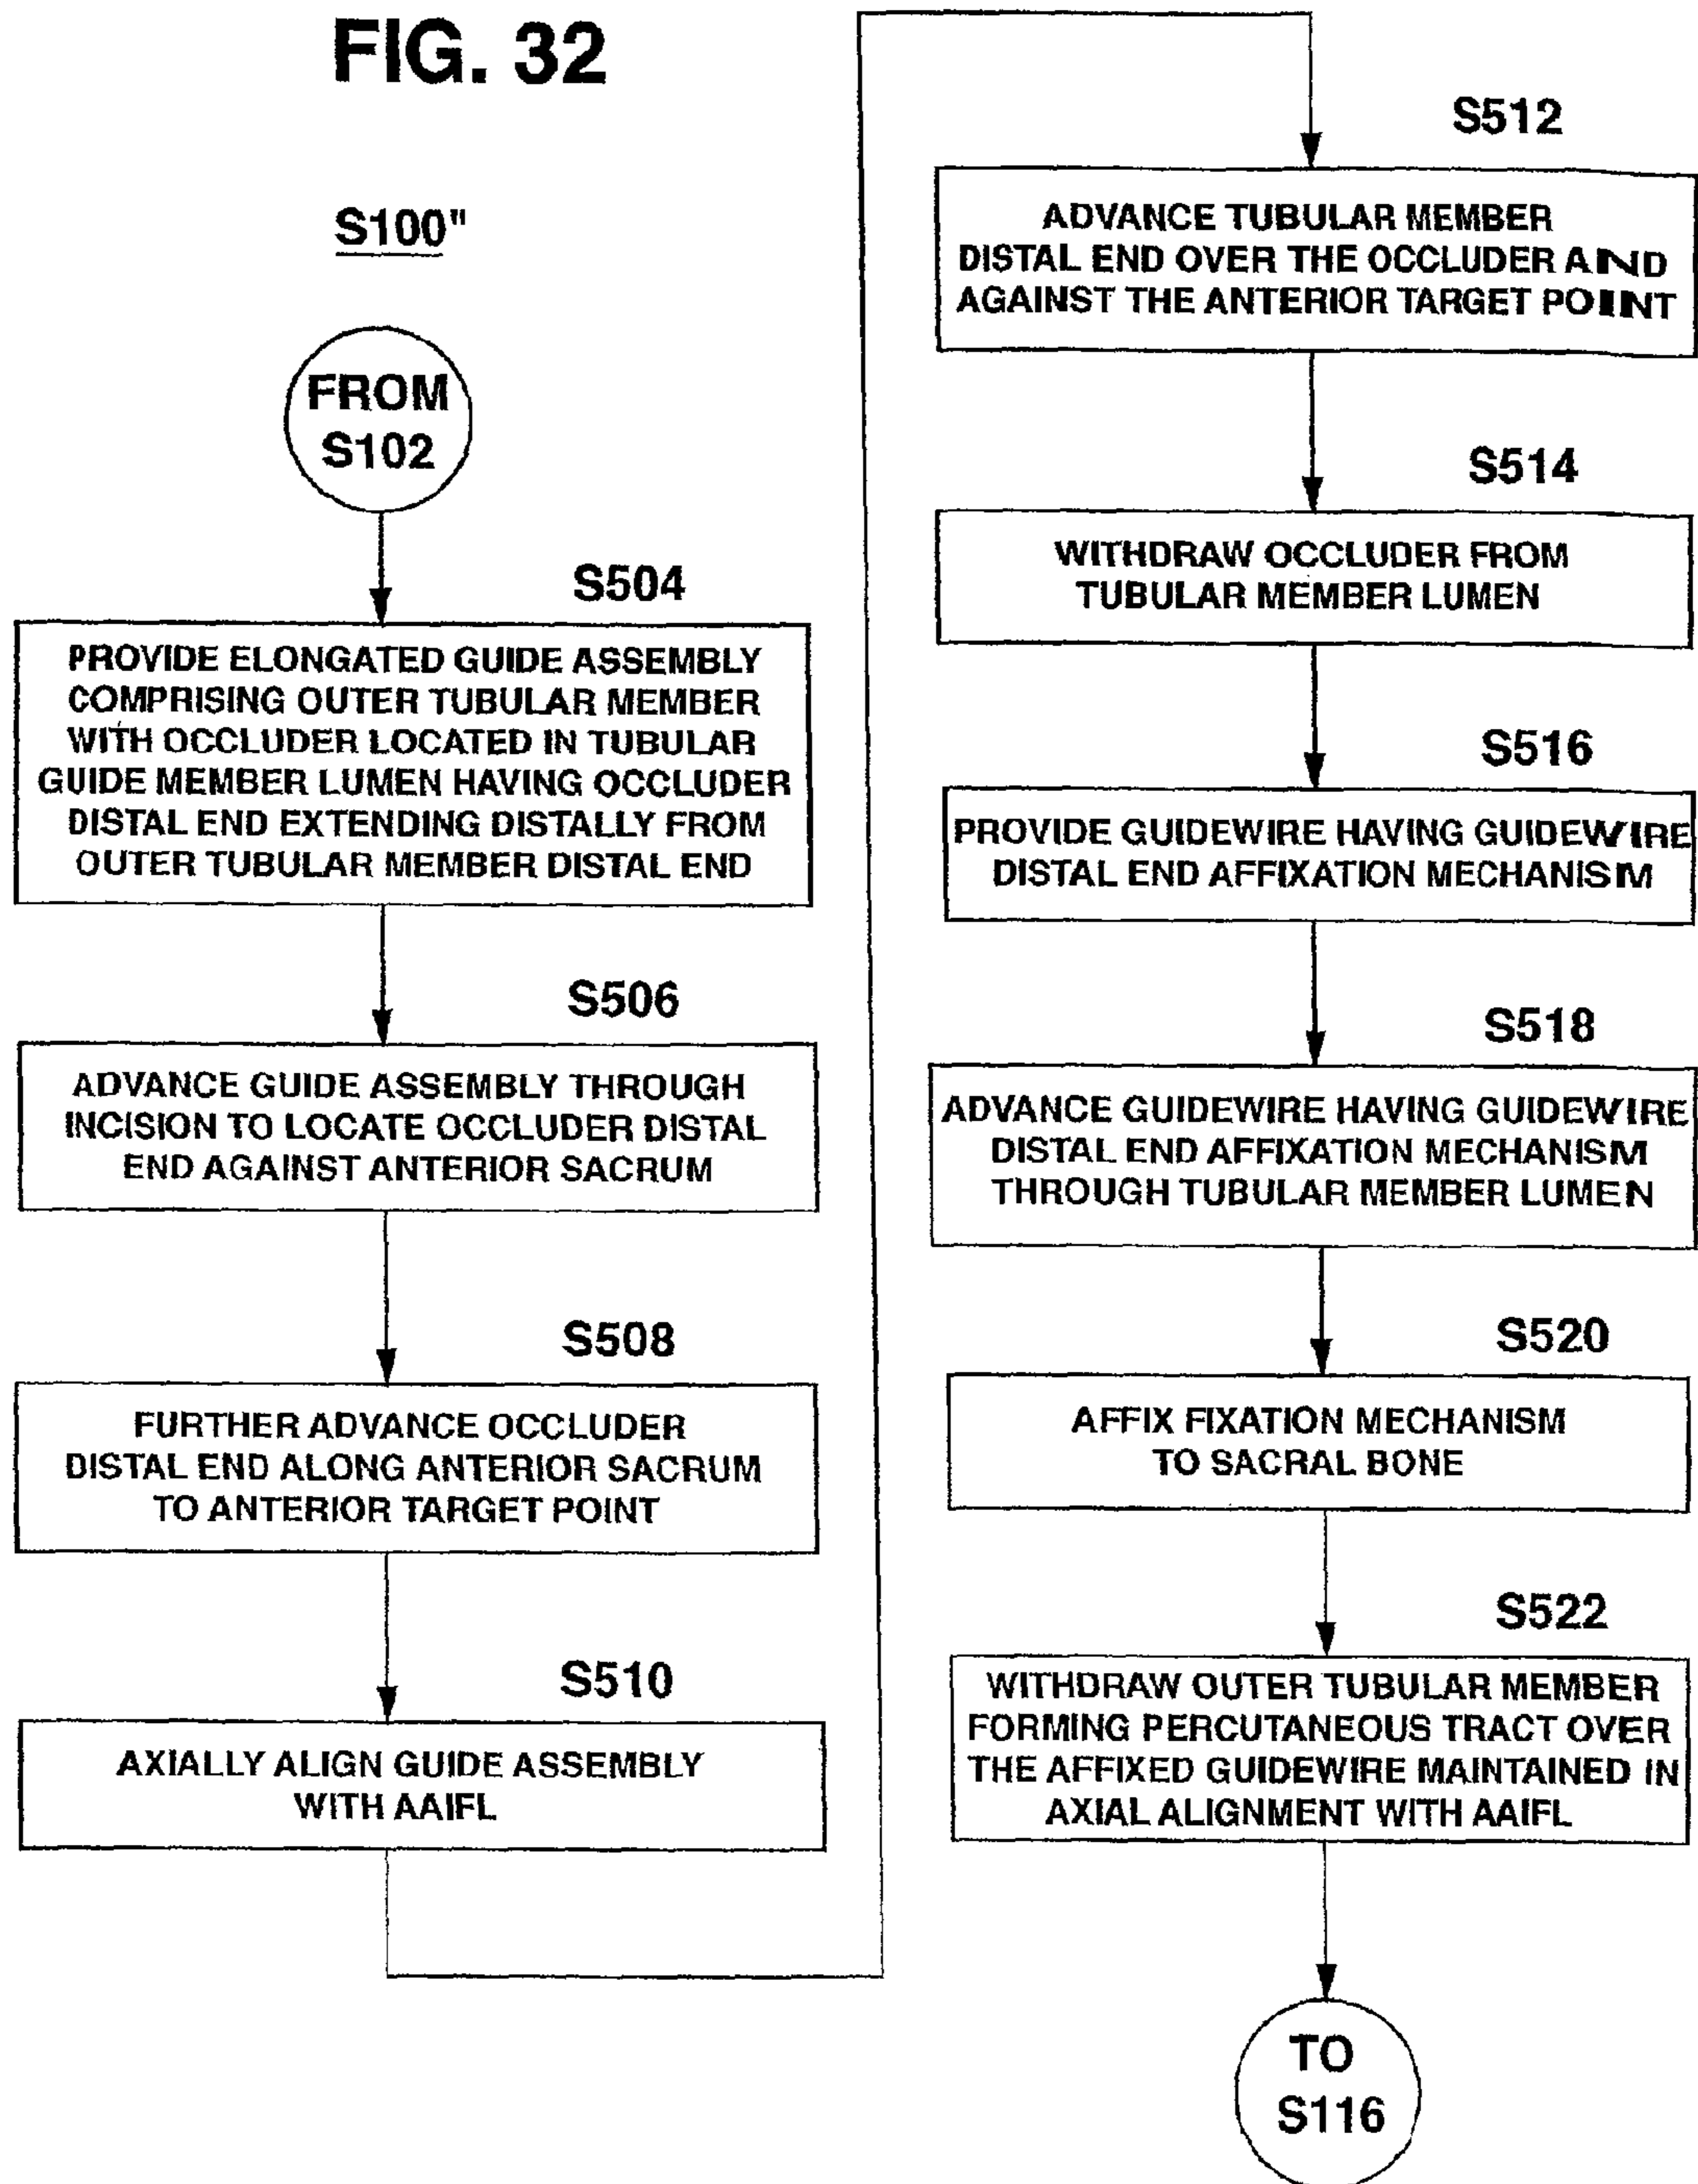 FIG. 32
S100"
FROM
S102
S504
PROVIDE ELONGATED GUIDE ASSEMBLY
COMPRISING OUTER TUBULAR MEMBER
WITH OCCLUDER LOCATED IN TUBULAR
GUIDE MEMBER LUMEN HAVING OCCLUDER
DISTAL END EXTENDING DISTALLY FROM
OUTER TUBULAR MEMBER DISTAL END
S506
ADVANCE GUIDE ASSEMBLY THROUGH
INCISION TO LOCATE OCCLUDER DISTAL
END AGAINST ANTERIOR SACRUM
S508
FURTHER ADVANCE OCCLUDER
DISTAL END ALONG ANTERIOR SACRUM
TO ANTERIOR TARGET POINT
S510
AXIALLY ALIGN GUIDE ASSEMBLY
WITH AAIFL
S512
ADVANCE TUBULAR MEMBER
DISTAL END OVER THE OCCLUDER AND
AGAINST THE ANTERIOR TARGET POINT
S514
WITHDRAW OCCLUDER FROM
TUBULAR MEMBER LUMEN
S516
PROVIDE GUIDEWIRE HAVING GUIDEWIRE
DISTAL END AFFIXATION MECHANISM
S518
ADVANCE GUIDEWIRE HAVING GUIDEWIRE
DISTAL END AFFIXATION MECHANISM
THROUGH TUBULAR MEMBER LUMEN
S520
AFFIX FIXATION MECHANISM
TO SACRAL BONE
S522
WITHDRAW OUTER TUBULAR MEMBER
FORMING PERCUTANEOUS TRACT OVER
THE AFFIXED GUIDEWIRE MAINTAINED IN
AXIAL ALIGNMENT WITH AAIFL
TO
S116